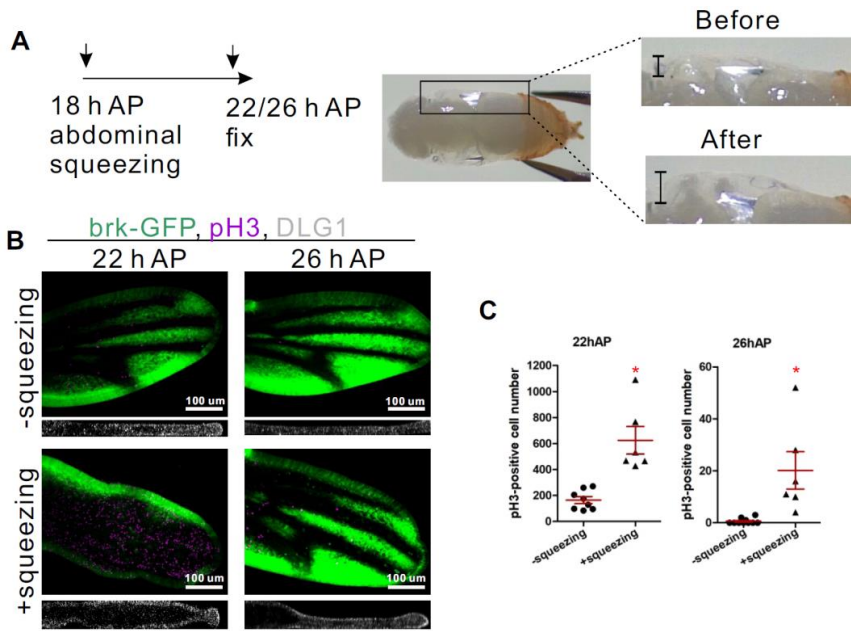 A
18 h AP
abdominal
squeezing
22/26 h AP
fix
Before
After
B
brk-GFP, pH3, DLG1
22 h AP
26 h AP
-squeezing
100 um
100 um
+squeezing
100 um
100 um
C
22hAP
pH3-positive cell number
1200
1000
800
600
400
200
0
*
-squeezing
+squeezing
26hAP
pH3-positive cell number
60
40
20
0
*
-squeezing
+squeezing